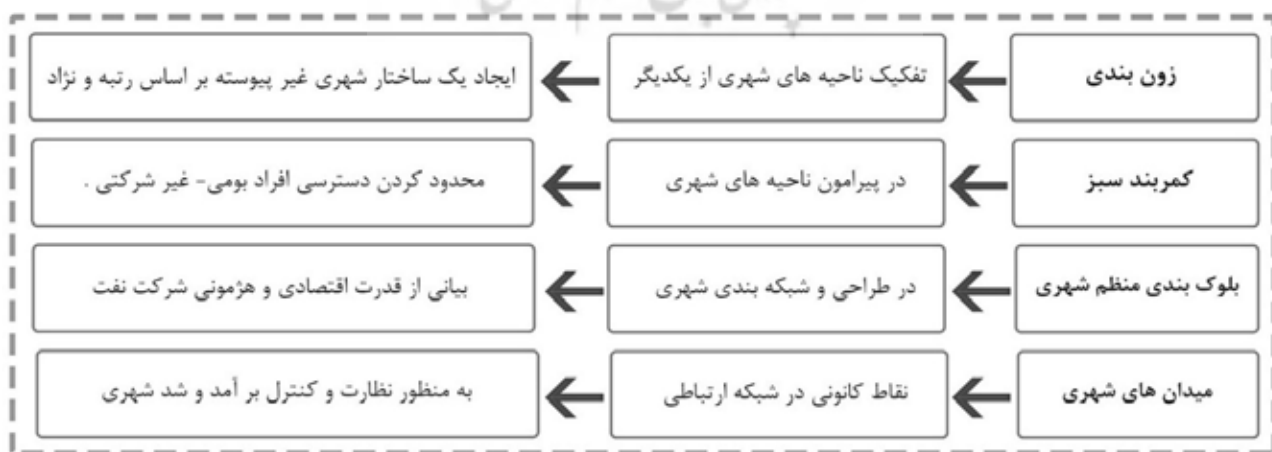 زون بندی
تفکیک ناحیه های شهری از یکدیگر
ایجاد یک ساختار شهری غیر پیوسته بر اساس رتبه و نژاد
کمربند سبز
در پیرامون ناحیه های شهری
محدود کردن دسترسی افراد بومی- غیر شرکتی .
بلوک بندی منظم شهری
در طراحی و شبکه بندی شهری
بیانی از قدرت اقتصادی و هژمونی شرکت نفت
میدان های شهری
نقاط کانونی در شبکه ارتباطی
به منظور نظارت و کنترل بر آمد و شد شهری